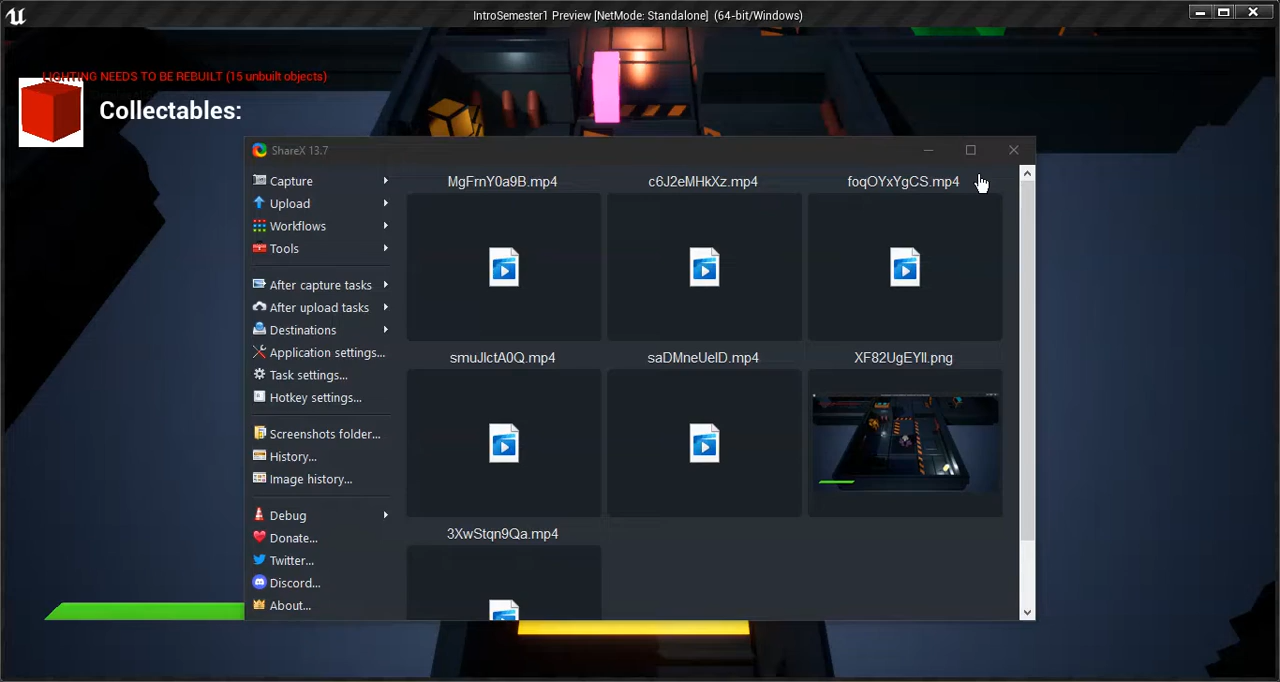 IntroSemester1 Preview [NetMode: Standalone] (64-bit/Windows)
LIGHTING NEEDS TO BE REBUILT (15 unbuilt objects)
Collectables:
ShareX 13.7
Capture
Upload
Workflows
Tools
After capture tasks
After upload tasks
Destinations
Application settings...
Task settings...
Hotkey settings...
Screenshots folder...
History...
Image history...
Debug
Donate...
Twitter...
Discord...
About...
MgFrnY0a9B.mp4
c6J2eMHkXz.mp4
foqOYxYgCS.mp4
smuJlctA0Q.mp4
saDMneUelD.mp4
XF82UgEYIl.png
3XwStqn9Qa.mp4